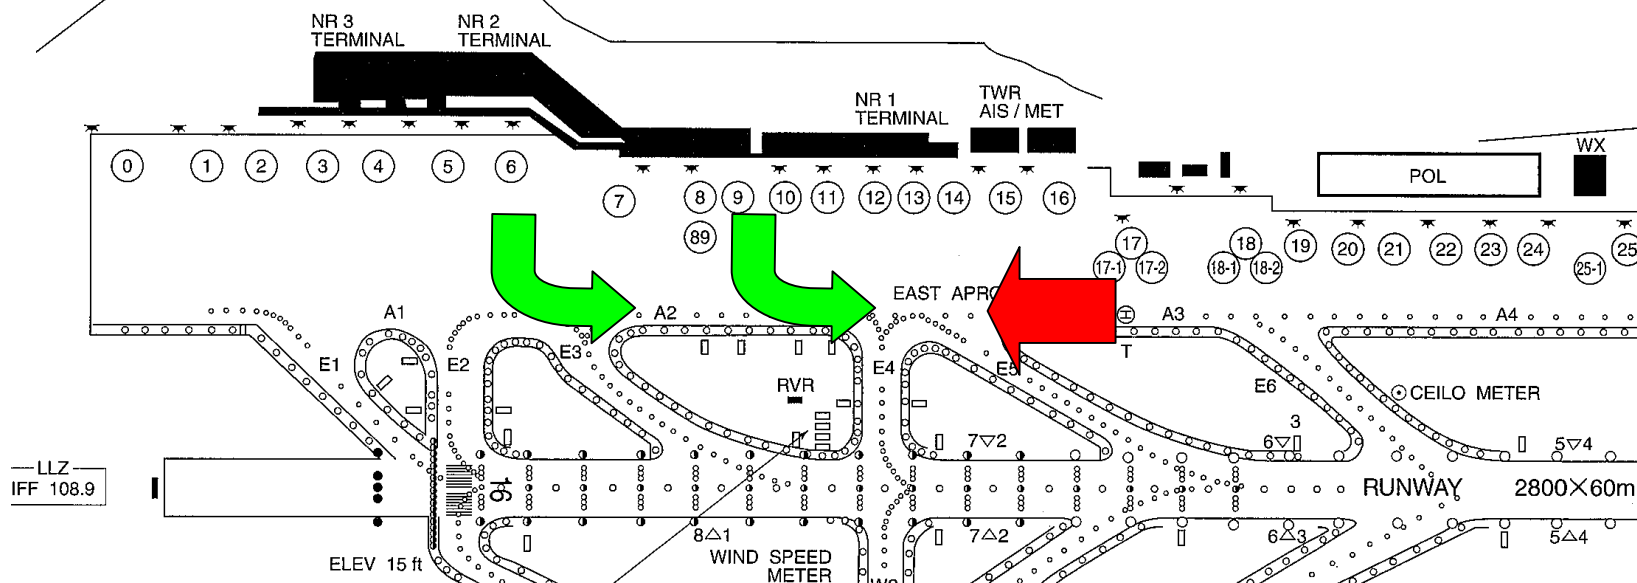 NR 3
TERMINAL
NR 2
TERMINAL
NR 1
TERMINAL
TWR
AIS / MET
WX
POL
0
1
2
3
4
5
6
7
8
9
10
11
12
13
14
15
16
89
17
17-1
17-2
18
18-1
18-2
19
20
21
22
23
24
25-1
25
EAST APRO
A1
A2
A3
A4
H
T
E1
E2
E3
E4
E5
E6
RVR
CEILO METER
3
7▽2
6▽
5▽4
LLZ
IFF 108.9
16
RUNWAY
2800×60m
8△1
7△2
6△3
5△4
ELEV 15 ft
WIND SPEED
METER